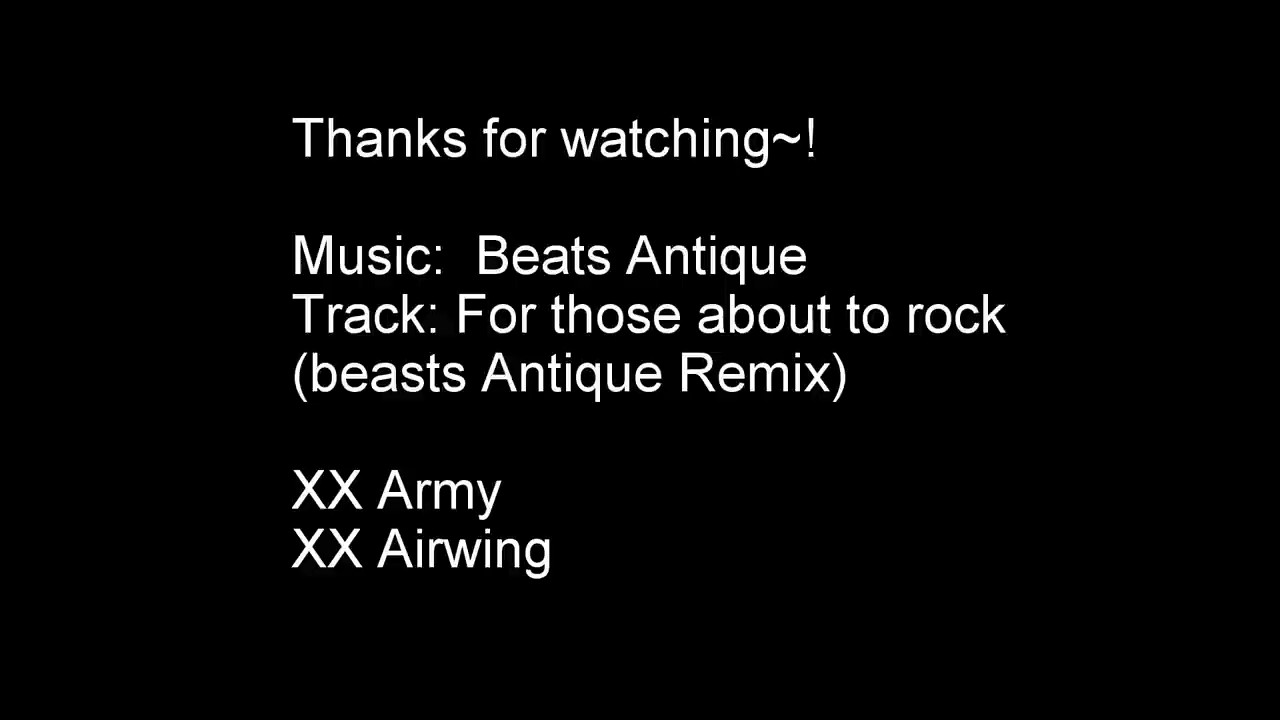 Thanks for watching~!
Music:  Beats Antique
Track: For those about to rock
(beasts Antique Remix)
XX Army
XX Airwing